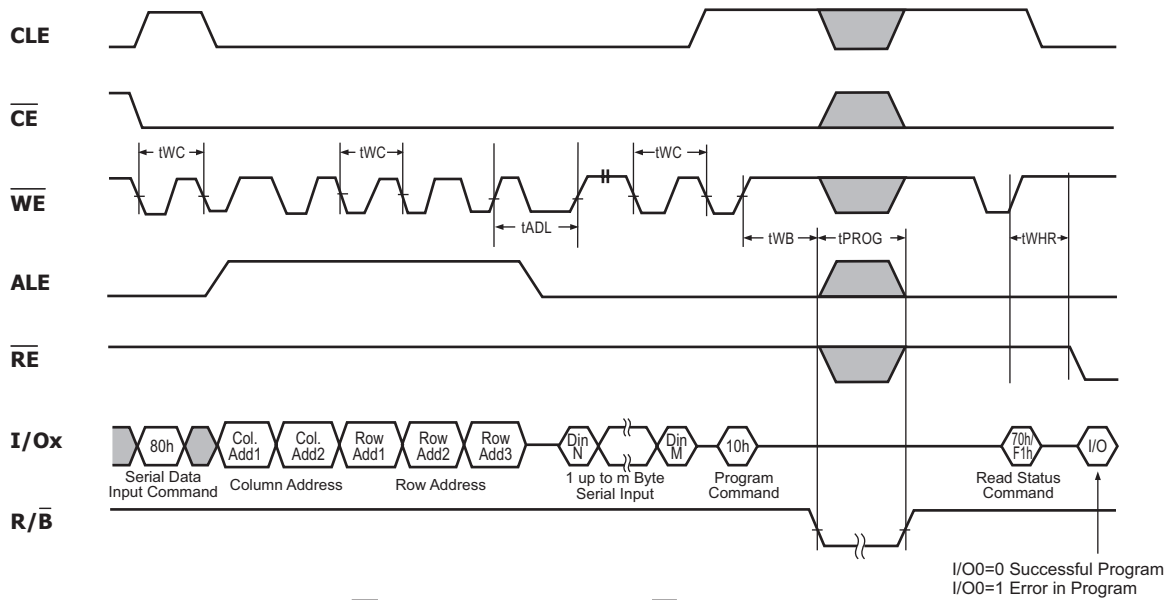 CLE
CE
tWC tWC tWC
WE
tADL
tWB tPROG tWHR
ALE
RE
I/Ox
80h Col. Add1 Col. Add2 Row Add1 Row Add2 Row Add3 Din N Din M 10h 70h/ F1h I/O
Serial Data Input Command
Column Address
Row Address
1 up to m Byte Serial Input
Program Command
Read Status Command
R/B
I/O0=0 Successful Program
I/O0=1 Error in Program